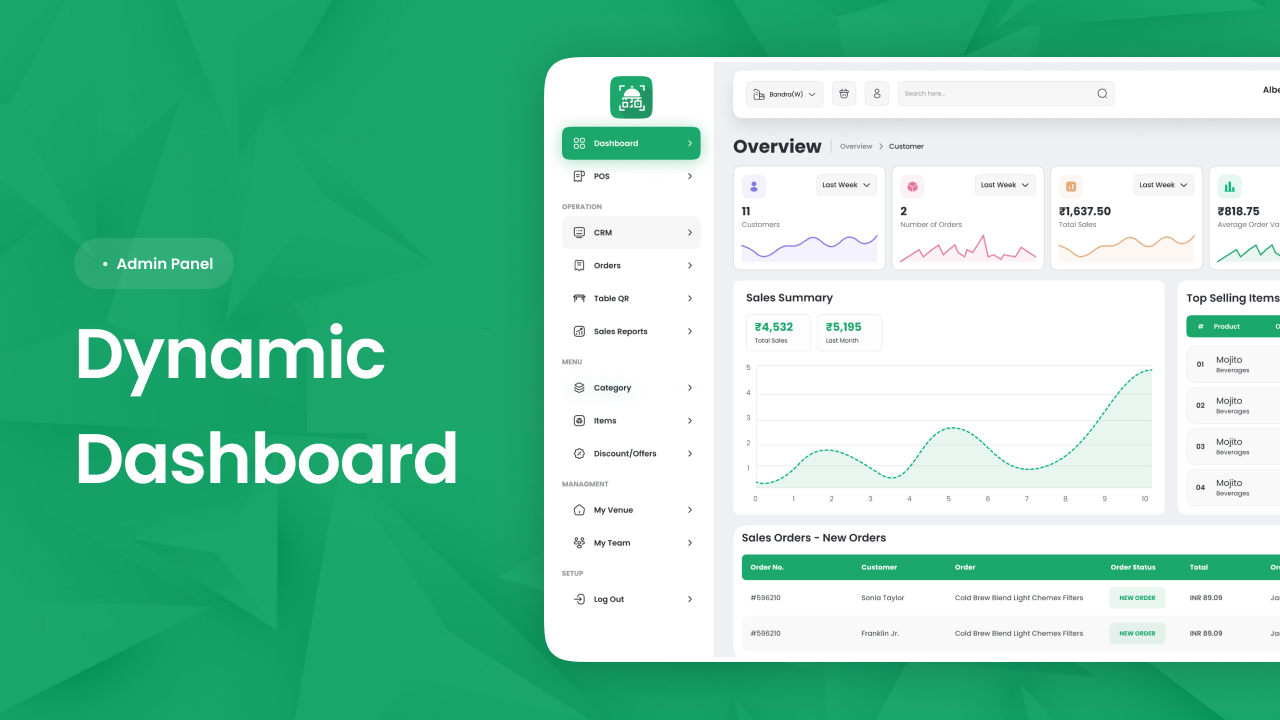 • Admin Panel
Dynamic
Dashboard
Dashboard
POS
OPERATION
CRM
Orders
Table QR
Sales Reports
MENU
Category
Items
Discount/Offers
MANAGMENT
My Venue
My Team
SETUP
Log Out
Bandra(W)
Search here...
Albe
Overview
Overview > Customer
Last Week
11
Customers
Last Week
2
Number of Orders
Last Week
₹1,637.50
Total Sales
₹818.75
Average Order Va
Sales Summary
₹4,532
Total Sales
₹5,195
Last Month
5
4
3
2
1
0 1 2 3 4 5 6 7 8 9 10
Top Selling Items
# Product O
01 Mojito
Beverages
02 Mojito
Beverages
03 Mojito
Beverages
04 Mojito
Beverages
Sales Orders - New Orders
Order No. Customer Order Order Status Total Or
#596210 Sonia Taylor Cold Brew Blend Light Chemex Filters NEW ORDER INR 89.09 Ja
#596210 Franklin Jr. Cold Brew Blend Light Chemex Filters NEW ORDER INR 89.09 Ja